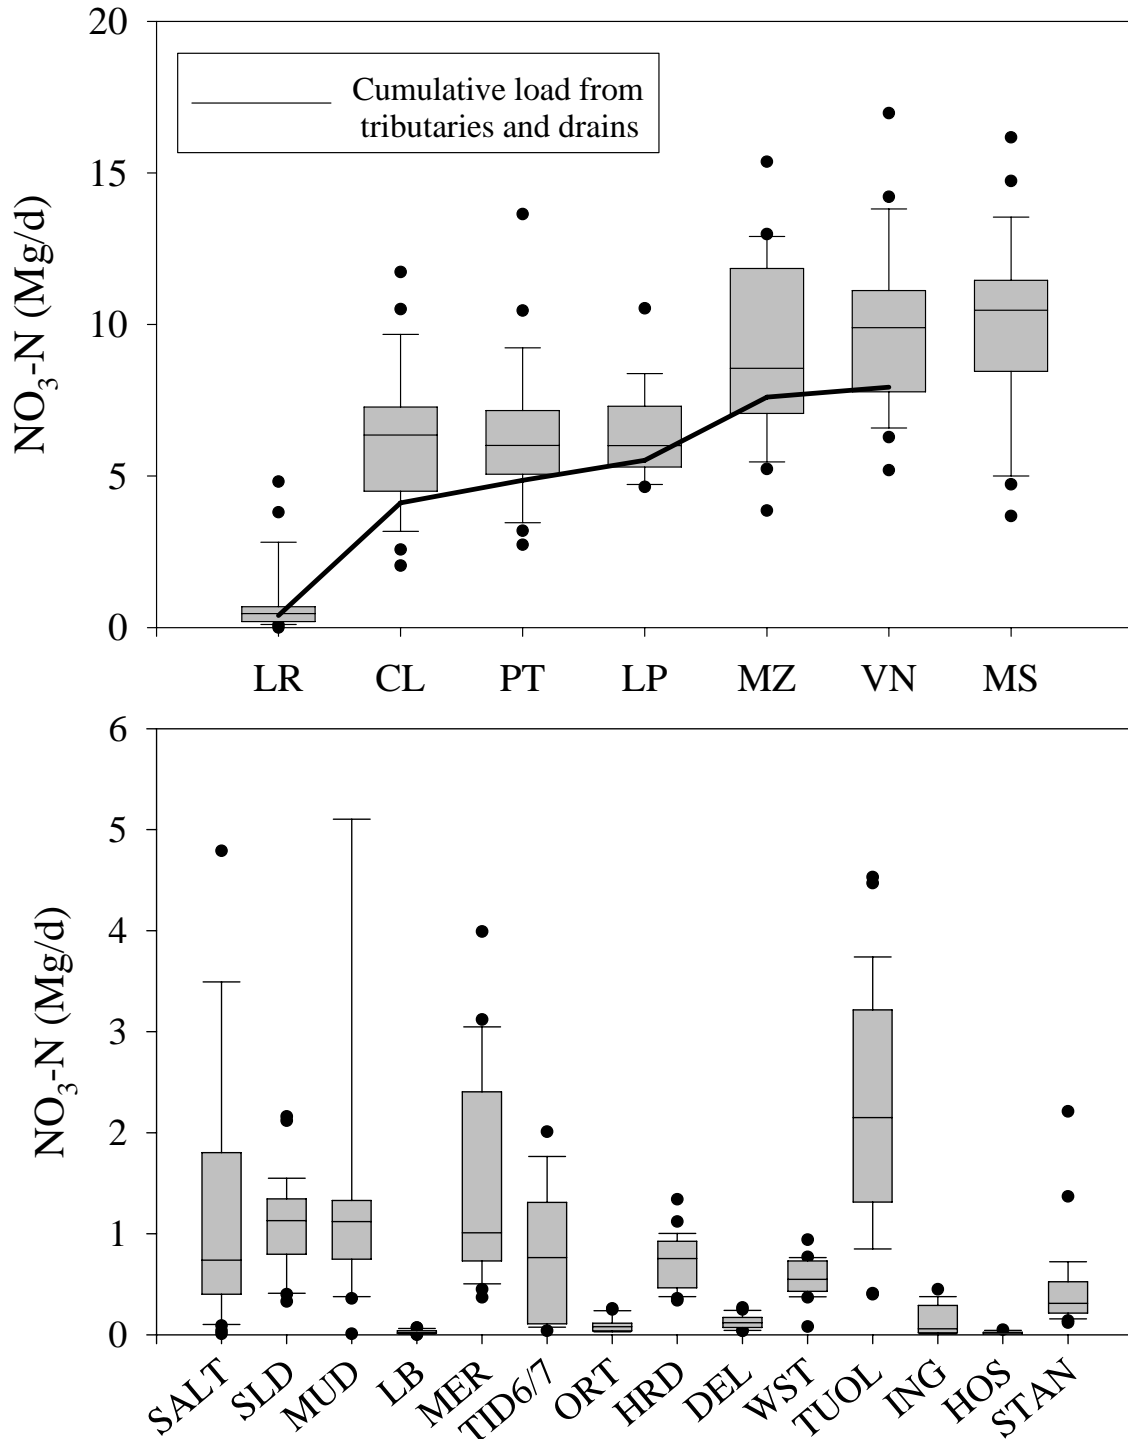 20
15
10
5
0
NO3-N (Mg/d)
Cumulative load from
tributaries and drains
LR CL PT LP MZ VN MS
6
5
4
3
2
1
0
NO3-N (Mg/d)
SALT SLD MUD LB MER TID6/7 ORT HRD DEL WST TUOL ING HOS STAN